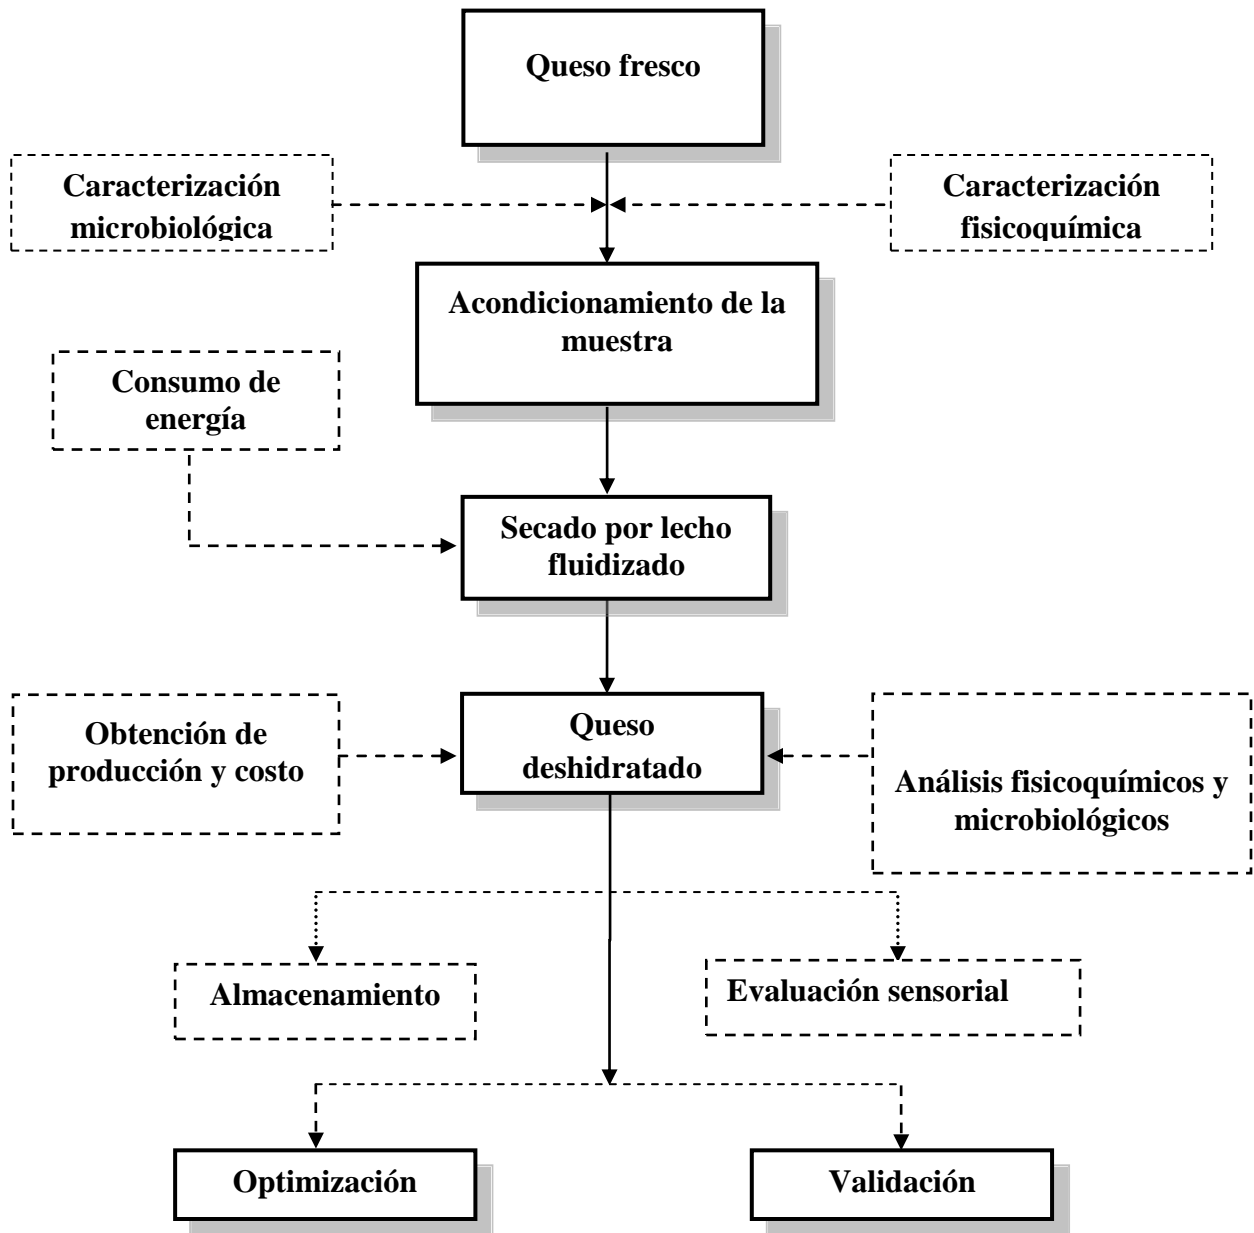 Queso fresco
Caracterización
microbiológica
Caracterización
fisicoquímica
Acondicionamiento de la
muestra
Consumo de
energía
Secado por lecho
fluidizado
Obtención de
producción y costo
Queso
deshidratado
Análisis fisicoquímicos y
microbiológicos
Almacenamiento
Evaluación sensorial
Optimización
Validación